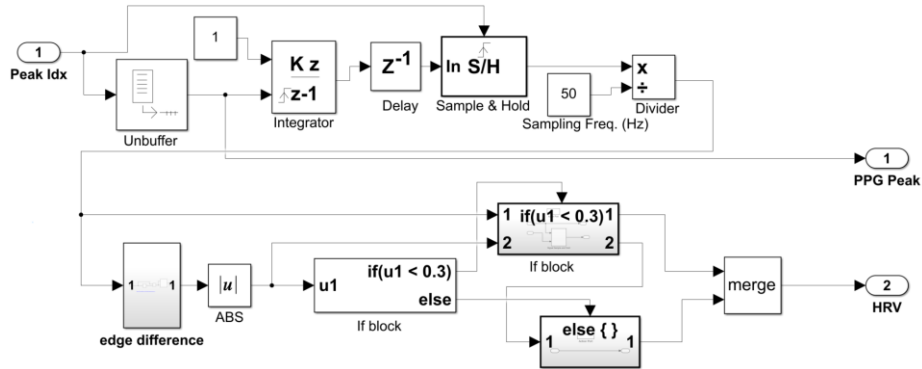 1
Peak Idx
Unbuffer
1
K z
z-1
Integrator
Z-1
Delay
In S/H
Sample & Hold
50
Sampling Freq. (Hz)
x
÷
Divider
1
PPG Peak
1 if(u1 < 0.3) 1
2 2
If block
u1 if(u1 < 0.3)
else
If block
1 1
edge difference
|u|
ABS
else { }
1 1
merge
2
HRV